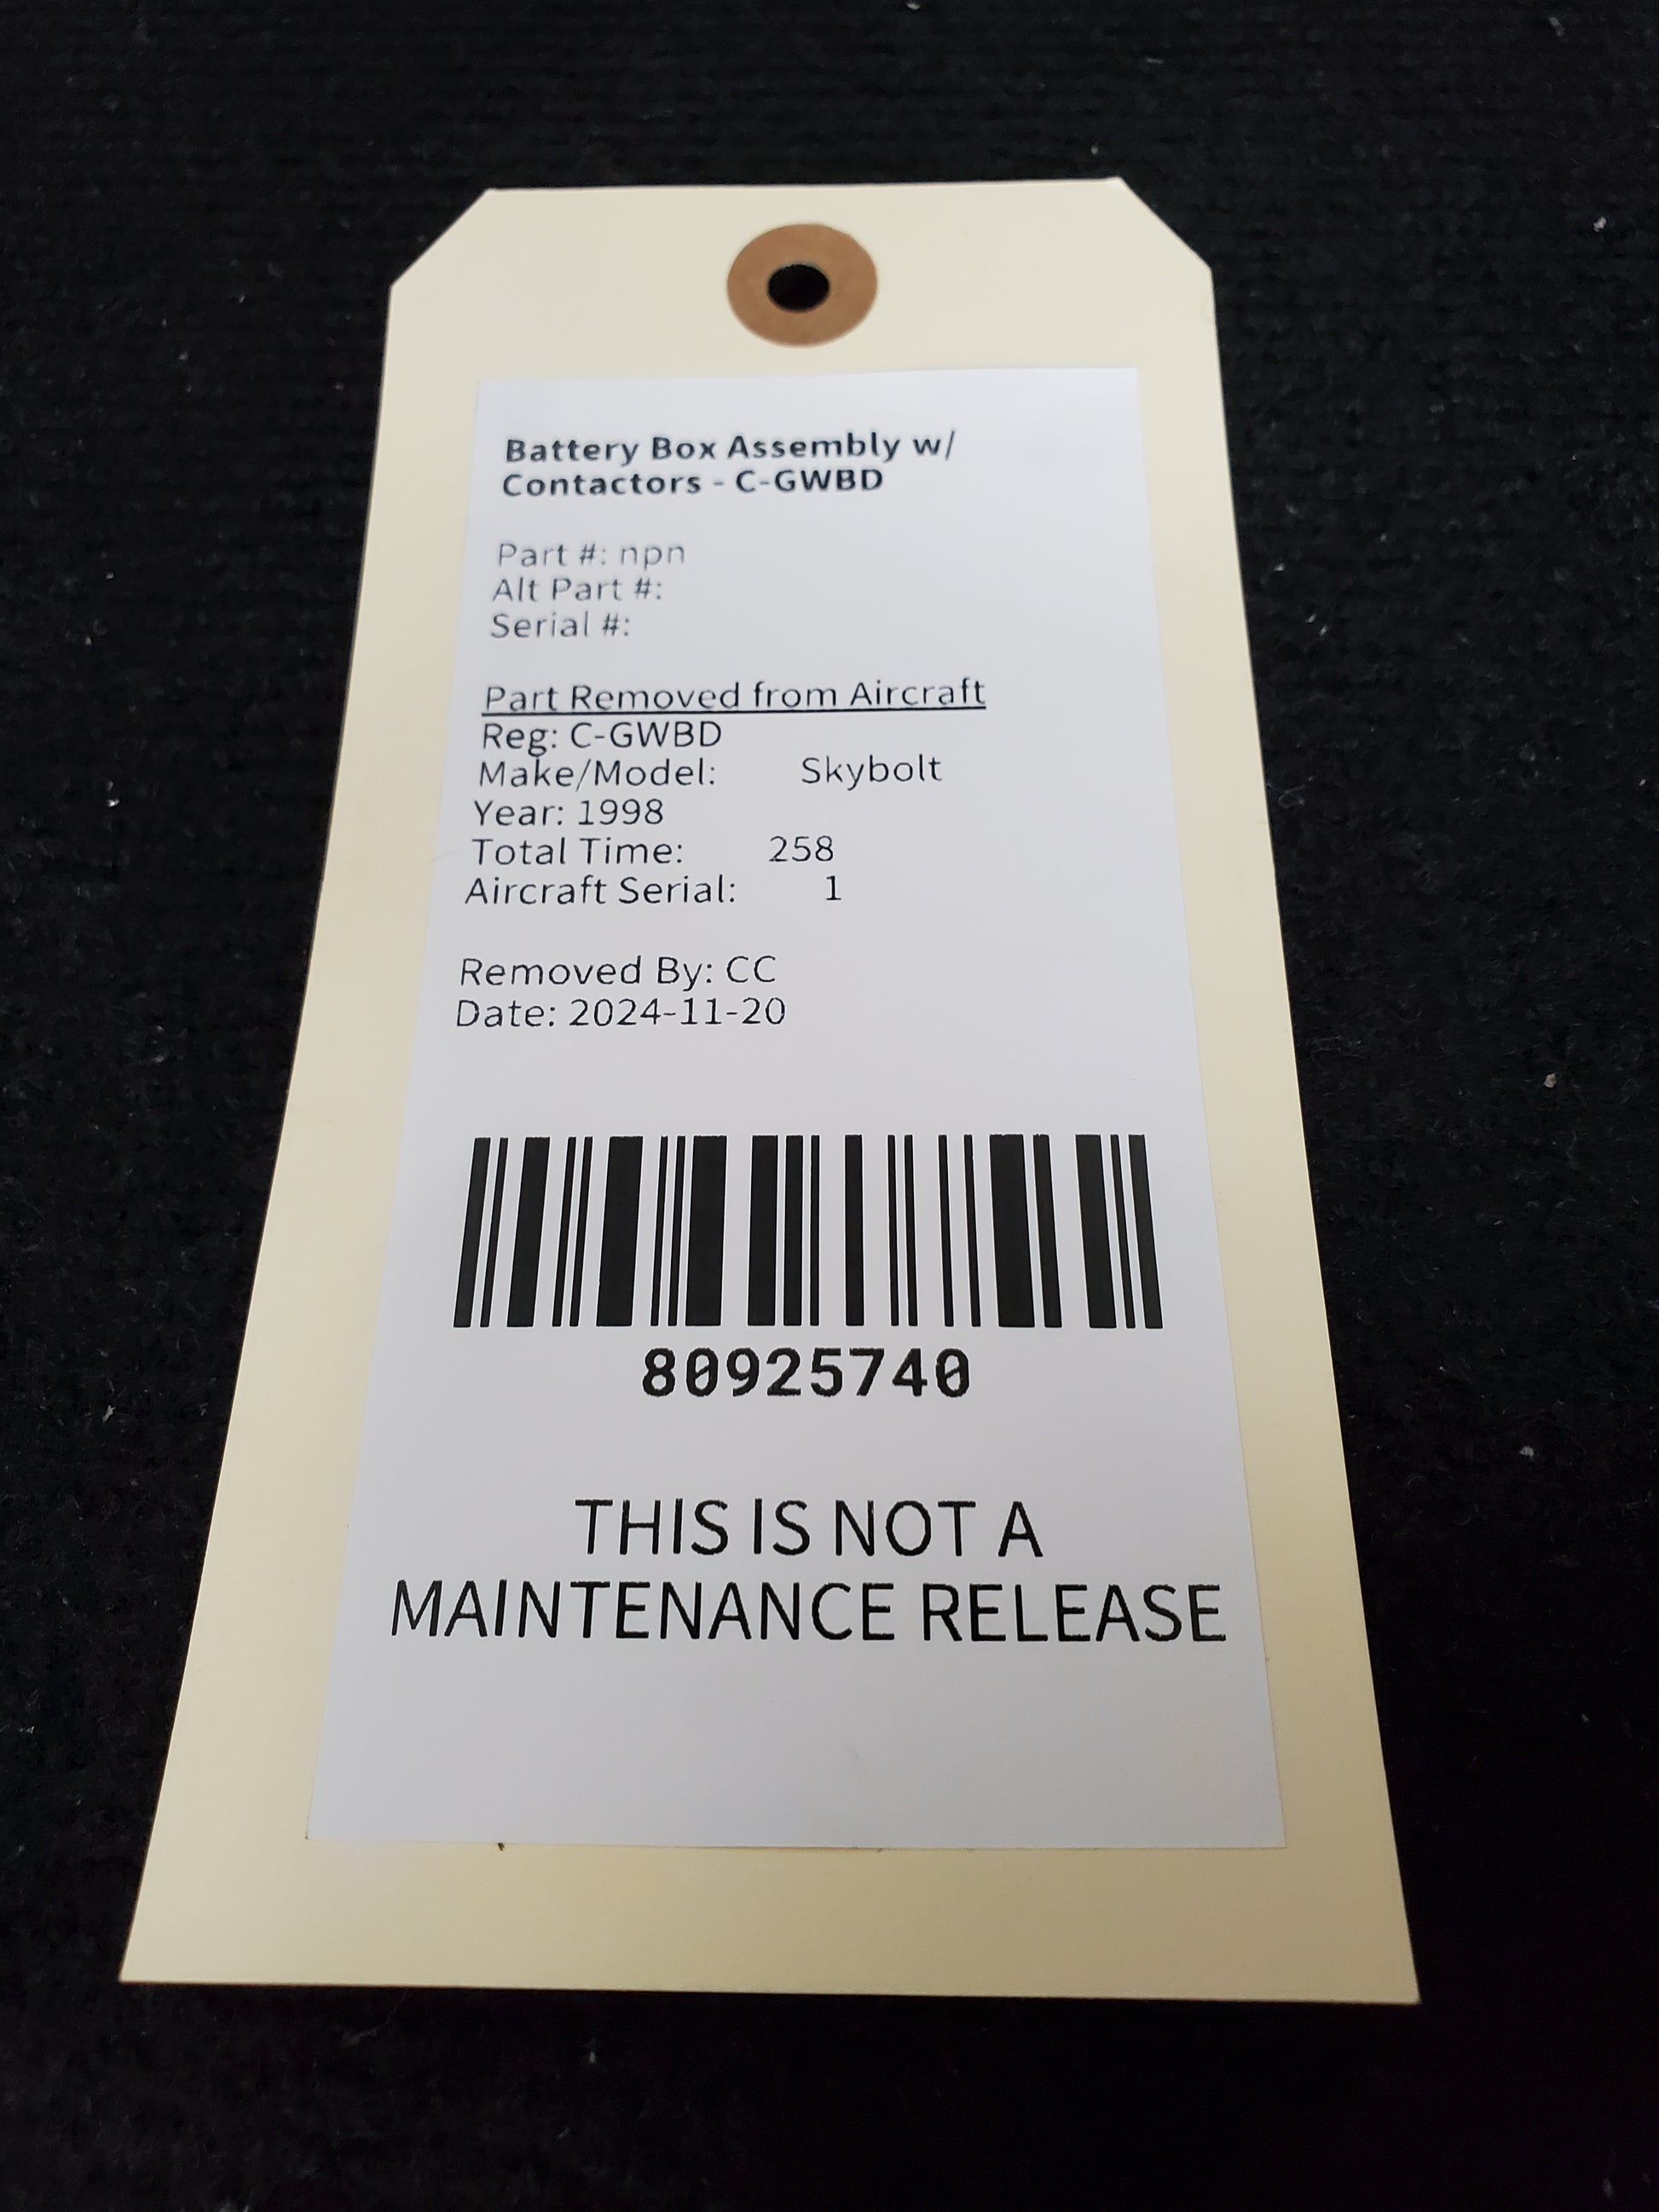 Battery Box Assembly w/
Contactors - C-GWBD
Part #: npn
Alt Part #:
Serial #:
Part Removed from Aircraft
Reg: C-GWBD
Make/Model: Skybolt
Year: 1998
Total Time: 258
Aircraft Serial: 1
Removed By: CC
Date: 2024-11-20
80925740
THIS IS NOT A
MAINTENANCE RELEASE